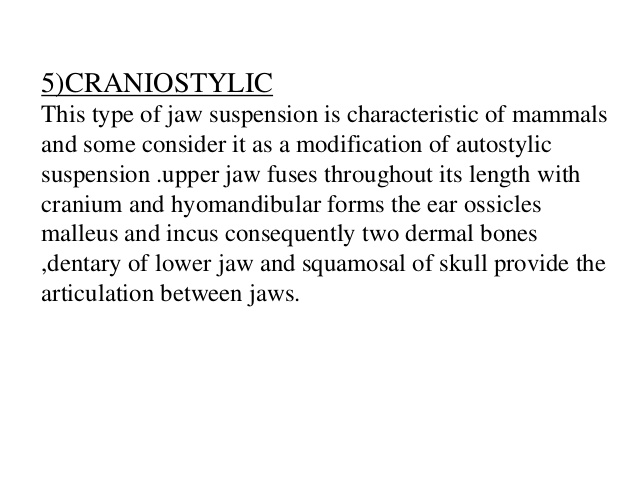 5)CRANIOSTYLIC
This type of jaw suspension is characteristic of mammals
and some consider it as a modification of autostylic
suspension .upper jaw fuses throughout its length with
cranium and hyomandibular forms the ear ossicles
malleus and incus consequently two dermal bones
,dentary of lower jaw and squamosal of skull provide the
articulation between jaws.